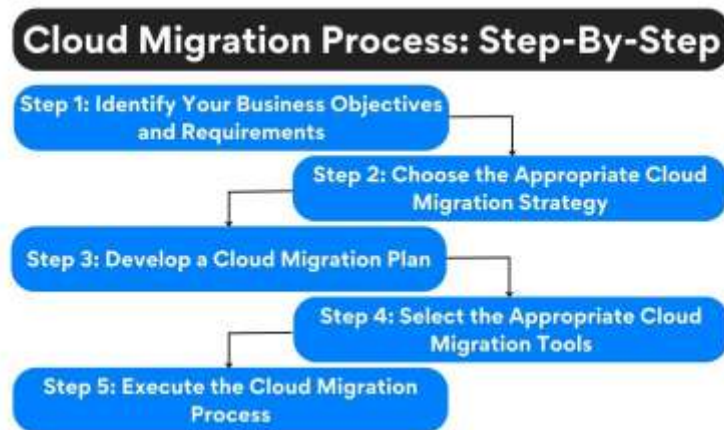 Cloud Migration Process: Step-By-Step
Step 1: Identify Your Business Objectives
and Requirements
Step 2: Choose the Appropriate Cloud
Migration Strategy
Step 3: Develop a Cloud Migration Plan
Step 4: Select the Appropriate Cloud
Migration Tools
Step 5: Execute the Cloud Migration
Process